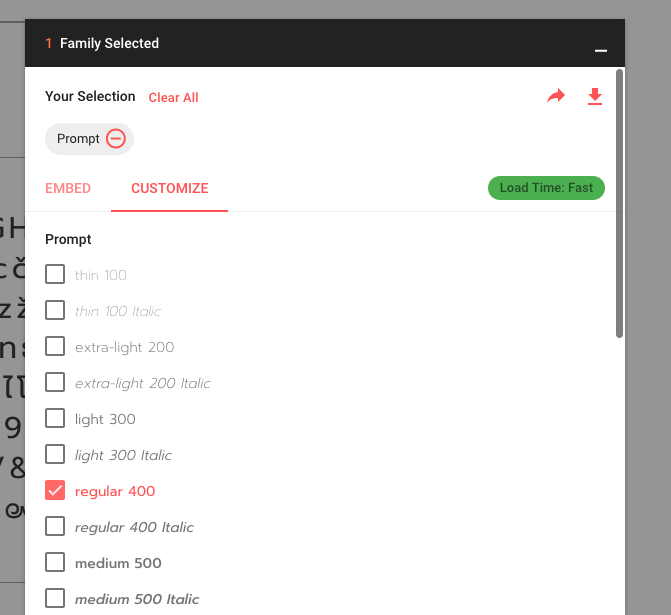 1 Family Selected
Your Selection Clear All
Prompt
EMBED CUSTOMIZE Load Time: Fast
Prompt
thin 100
thin 100 Italic
extra-light 200
extra-light 200 Italic
light 300
light 300 Italic
regular 400
regular 400 Italic
medium 500
medium 500 Italic